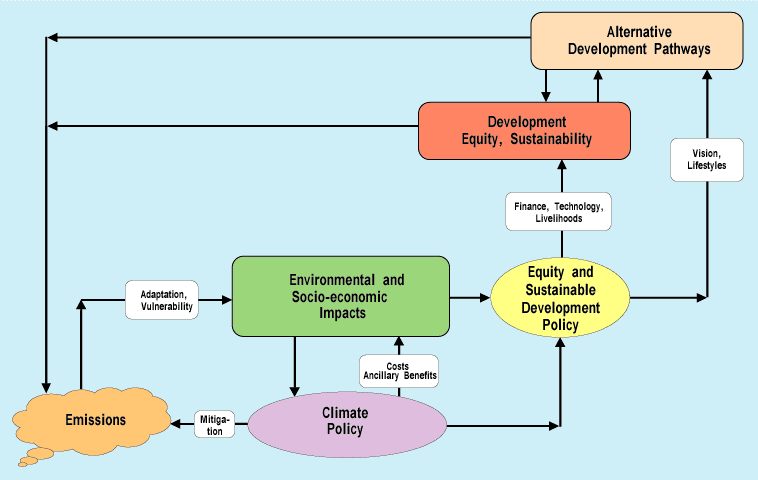 Alternative
Development Pathways
Development
Equity, Sustainability
Vision,
Lifestyles
Finance, Technology,
Livelihoods
Environmental and
Socio-economic
Impacts
Equity and
Sustainable
Development
Policy
Adaptation,
Vulnerability
Costs
Ancillary Benefits
Emissions
Mitiga-
tion
Climate
Policy